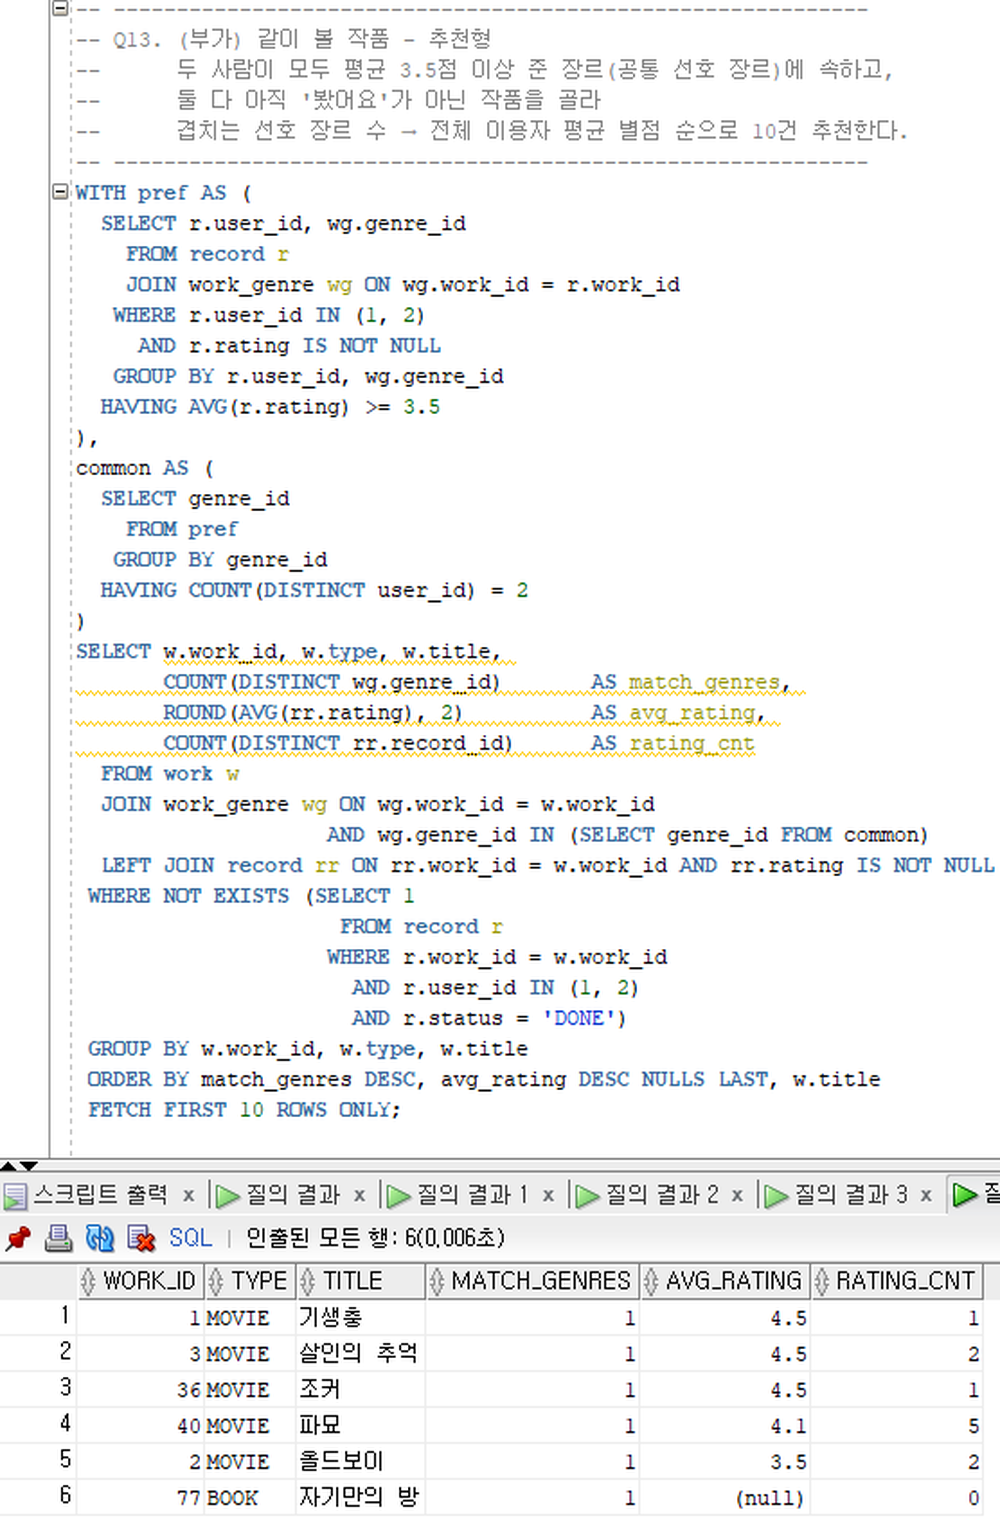 -- ------------------------------------------------------------
-- Q13. (부가) 같이 볼 작품 - 추천형
--      두 사람이 모두 평균 3.5점 이상 준 장르(공통 선호 장르)에 속하고,
--      둘 다 아직 '봤어요'가 아닌 작품을 골라
--      겹치는 선호 장르 수 → 전체 이용자 평균 별점 순으로 10건 추천한다.
-- ------------------------------------------------------------
WITH pref AS (
  SELECT r.user_id, wg.genre_id
    FROM record r
    JOIN work_genre wg ON wg.work_id = r.work_id
   WHERE r.user_id IN (1, 2)
     AND r.rating IS NOT NULL
   GROUP BY r.user_id, wg.genre_id
  HAVING AVG(r.rating) >= 3.5
),
common AS (
  SELECT genre_id
    FROM pref
   GROUP BY genre_id
  HAVING COUNT(DISTINCT user_id) = 2
)
SELECT w.work_id, w.type, w.title,
       COUNT(DISTINCT wg.genre_id)       AS match_genres,
       ROUND(AVG(rr.rating), 2)          AS avg_rating,
       COUNT(DISTINCT rr.record_id)      AS rating_cnt
  FROM work w
  JOIN work_genre wg ON wg.work_id = w.work_id
                    AND wg.genre_id IN (SELECT genre_id FROM common)
  LEFT JOIN record rr ON rr.work_id = w.work_id AND rr.rating IS NOT NULL
 WHERE NOT EXISTS (SELECT 1
                     FROM record r
                    WHERE r.work_id = w.work_id
                      AND r.user_id IN (1, 2)
                      AND r.status = 'DONE')
 GROUP BY w.work_id, w.type, w.title
 ORDER BY match_genres DESC, avg_rating DESC NULLS LAST, w.title
 FETCH FIRST 10 ROWS ONLY;
스크립트 출력 x 질의 결과 x 질의 결과 1 x 질의 결과 2 x 질의 결과 3 x
SQL | 인출된 모든 행: 6(0.006초)
WORK_ID TYPE TITLE MATCH_GENRES AVG_RATING RATING_CNT
1 1 MOVIE 기생충 1 4.5 1
2 3 MOVIE 살인의 추억 1 4.5 2
3 36 MOVIE 조커 1 4.5 1
4 40 MOVIE 파묘 1 4.1 5
5 2 MOVIE 올드보이 1 3.5 2
6 77 BOOK 자기만의 방 1 (null) 0